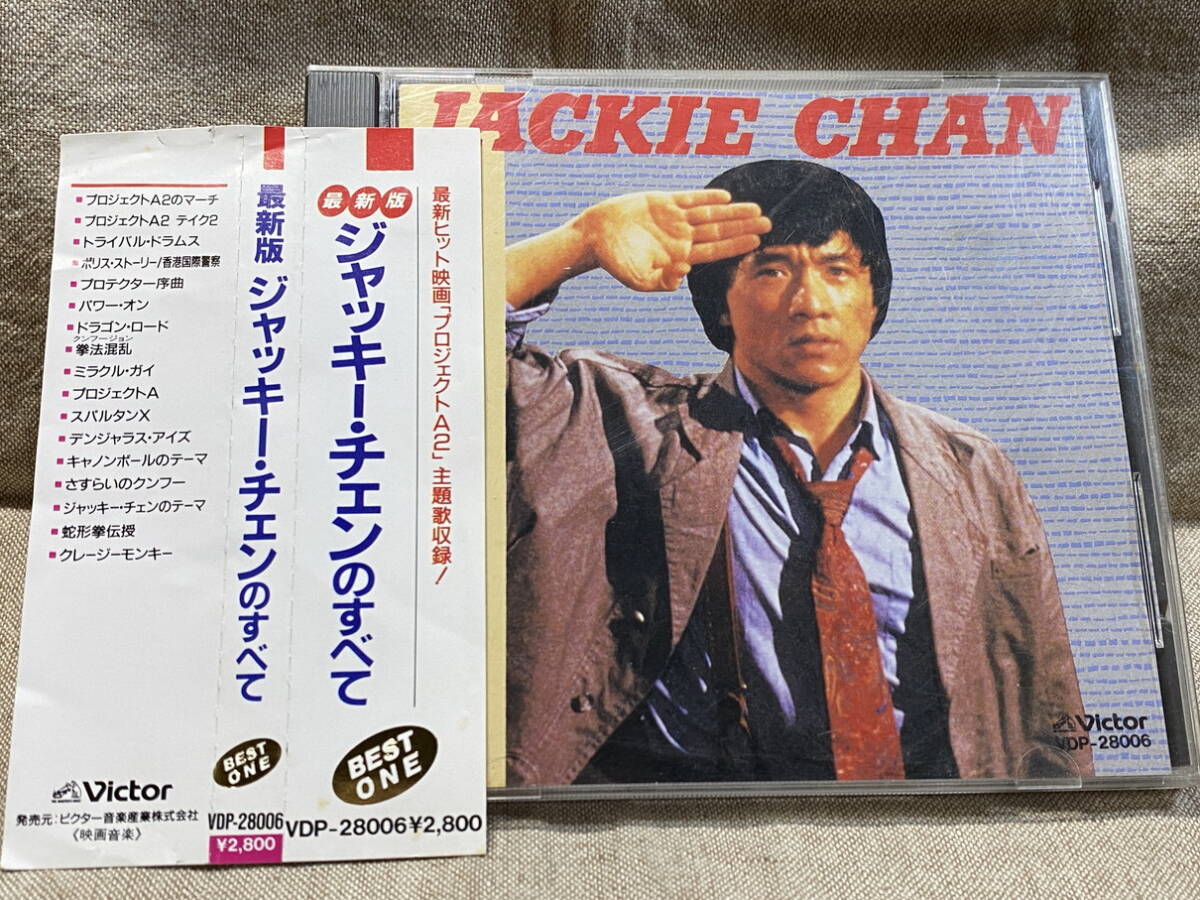 JACKIE CHAN
Victor
VDP-28006
最新ヒット映画「プロジェクトA2」主題歌収録!
最新版
ジャッキー・チェンのすべて
BEST
ONE
VDP-28006¥2,800
最新版 ジャッキー・チェンのすべて
BEST
ONE
VDP-28006
¥2,800
■プロジェクトA2のマーチ
■プロジェクトA2 テイク2
■トライバル・ドラムス
■ポリス・ストーリー/香港国際警察
■プロテクター序曲
■パワー・オン
■ドラゴン・ロード
クンフージョン
■拳法混乱
■ミラクル・ガイ
■プロジェクトA
■スパルタンX
■デンジャラス・アイズ
■キャノンボールのテーマ
■さすらいのクンフー
■ジャッキー・チェンのテーマ
■蛇形拳伝授
■クレージーモンキー
Victor
発売元:ビクター音楽産業株式会社
《映画音楽》